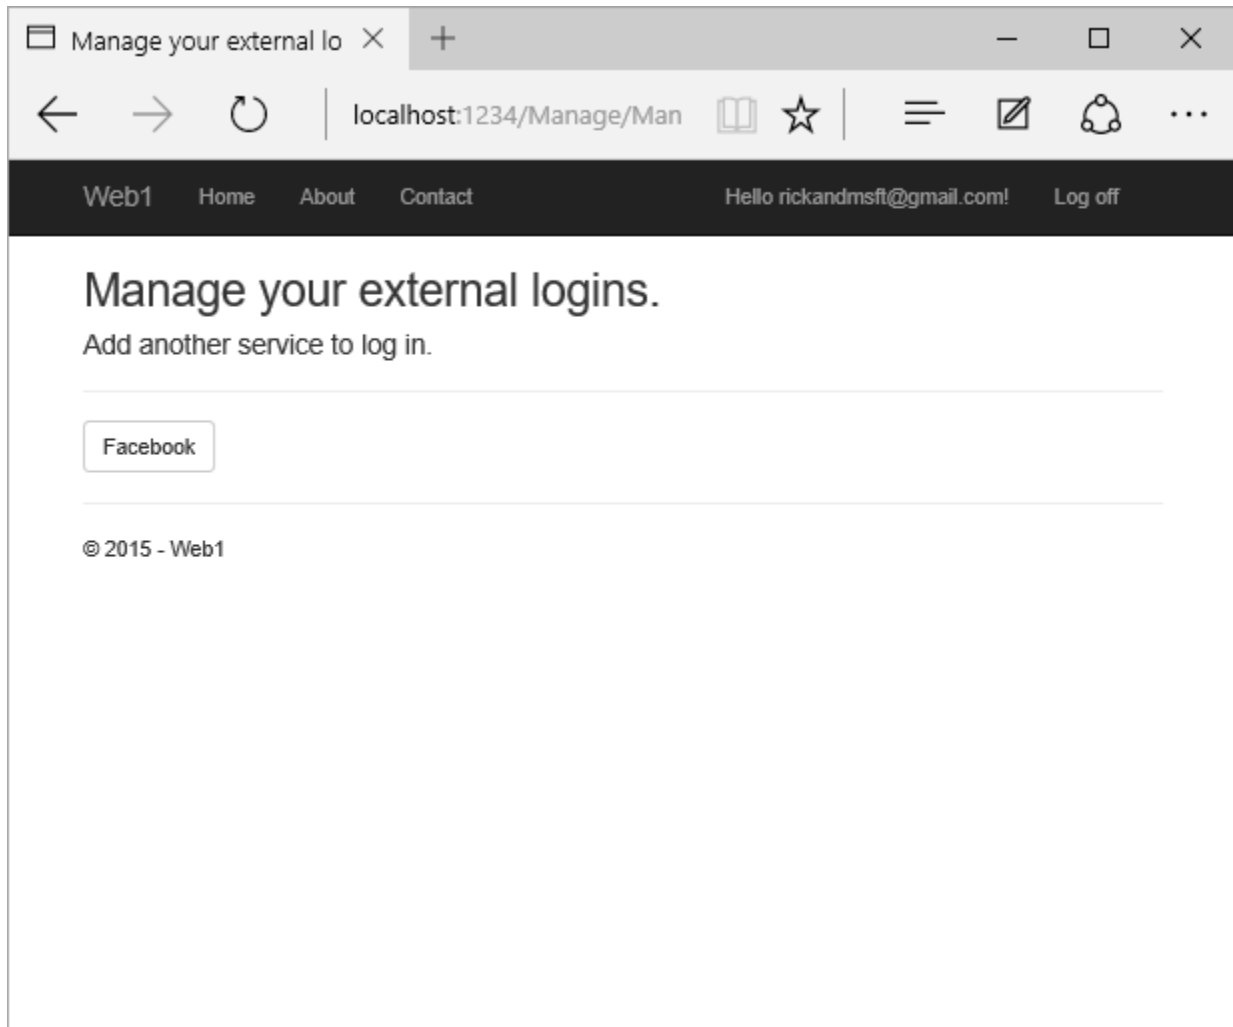 Manage your external lo
localhost:1234/Manage/Man
Web1 Home About Contact Hello rickandmsft@gmail.com! Log off
Manage your external logins.
Add another service to log in.
Facebook
© 2015 - Web1